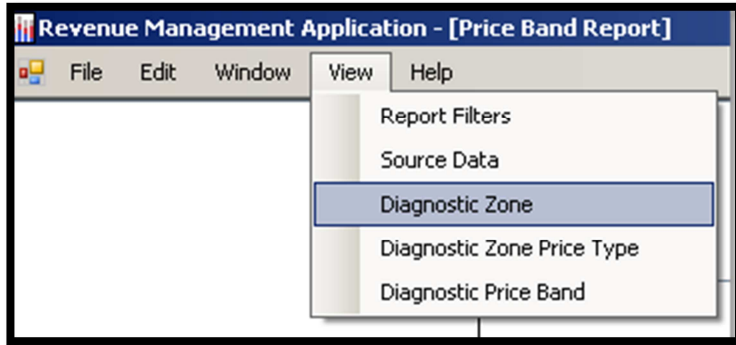 Revenue Management Application - [Price Band Report]
File Edit Window View Help
Report Filters
Source Data
Diagnostic Zone
Diagnostic Zone Price Type
Diagnostic Price Band